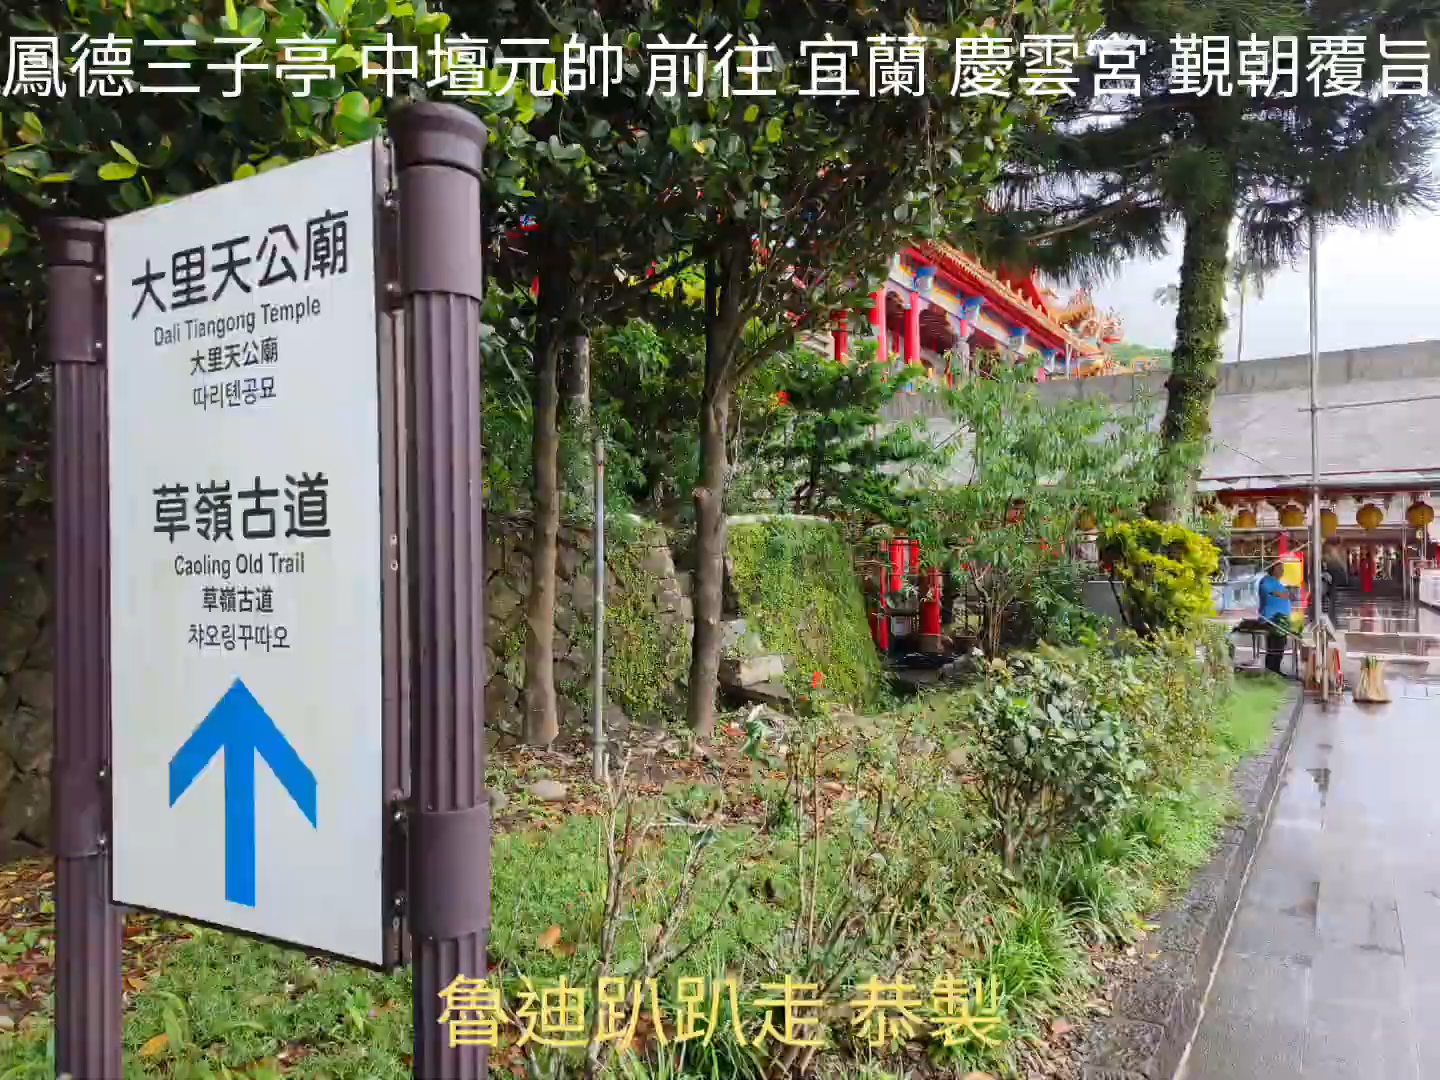 鳳德三子亭 中壇元帥 前往 宜蘭 慶雲宮 覲朝覆旨
大里天公廟
Dali Tiangong Temple
大里天公廟
따리톈공묘
草嶺古道
Caoling Old Trail
草嶺古道
챠오링꾸따오
魯迪趴趴走 恭製